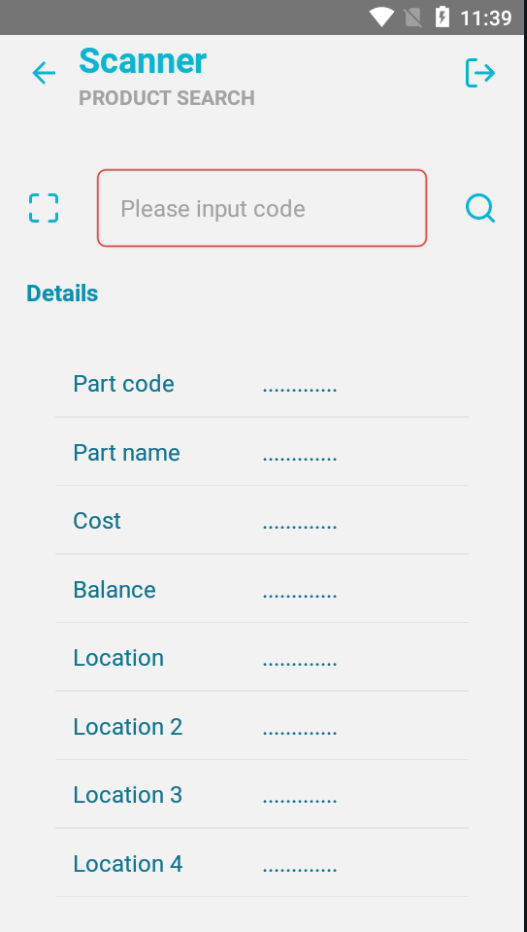 11:39
Scanner
PRODUCT SEARCH
Please input code
Details
Part code .............
Part name .............
Cost .............
Balance .............
Location .............
Location 2 .............
Location 3 .............
Location 4 .............